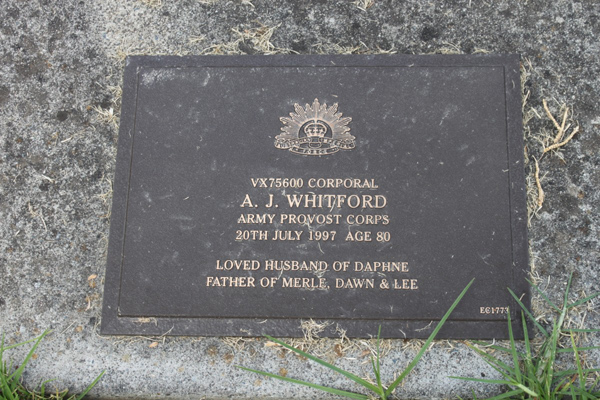 VX75600 CORPORAL
A. J. WHITFORD
ARMY PROVOST CORPS
20TH JULY 1997 AGE 80
LOVED HUSBAND OF DAPHNE
FATHER OF MERLE, DAWN & LEE
EC1773